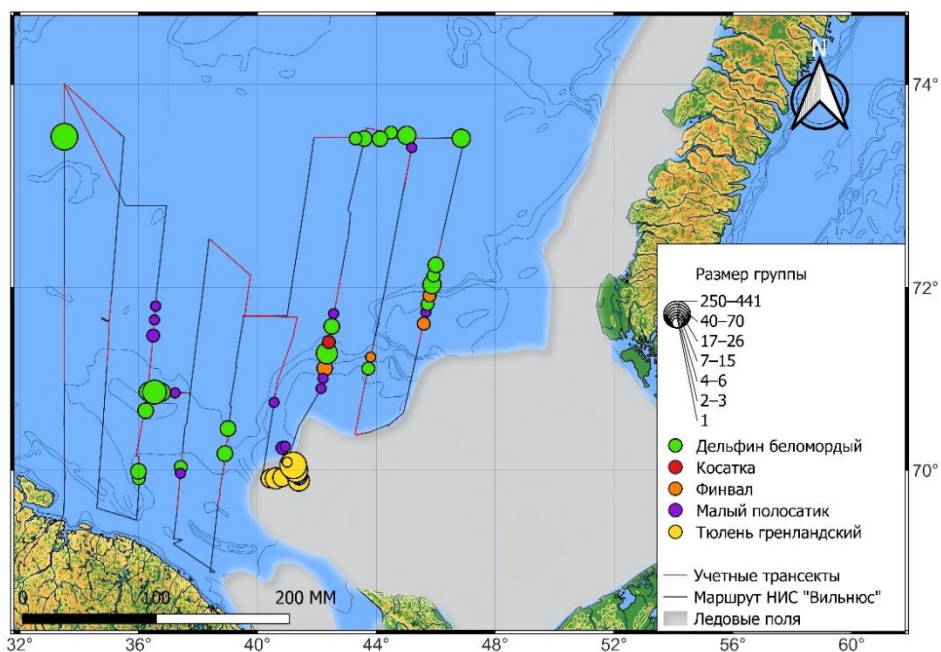 N
74°
72°
70°
Размер группы
250–441
40–70
17–26
7–15
4–6
2–3
1
Дельфин беломордый
Косатка
Финвал
Малый полосатик
Тюлень гренландский
Учетные трансекты
Маршрут НИС "Вильнюс"
Ледовые поля
0 100 200 ММ
32° 36° 40° 44° 48° 52° 56° 60°